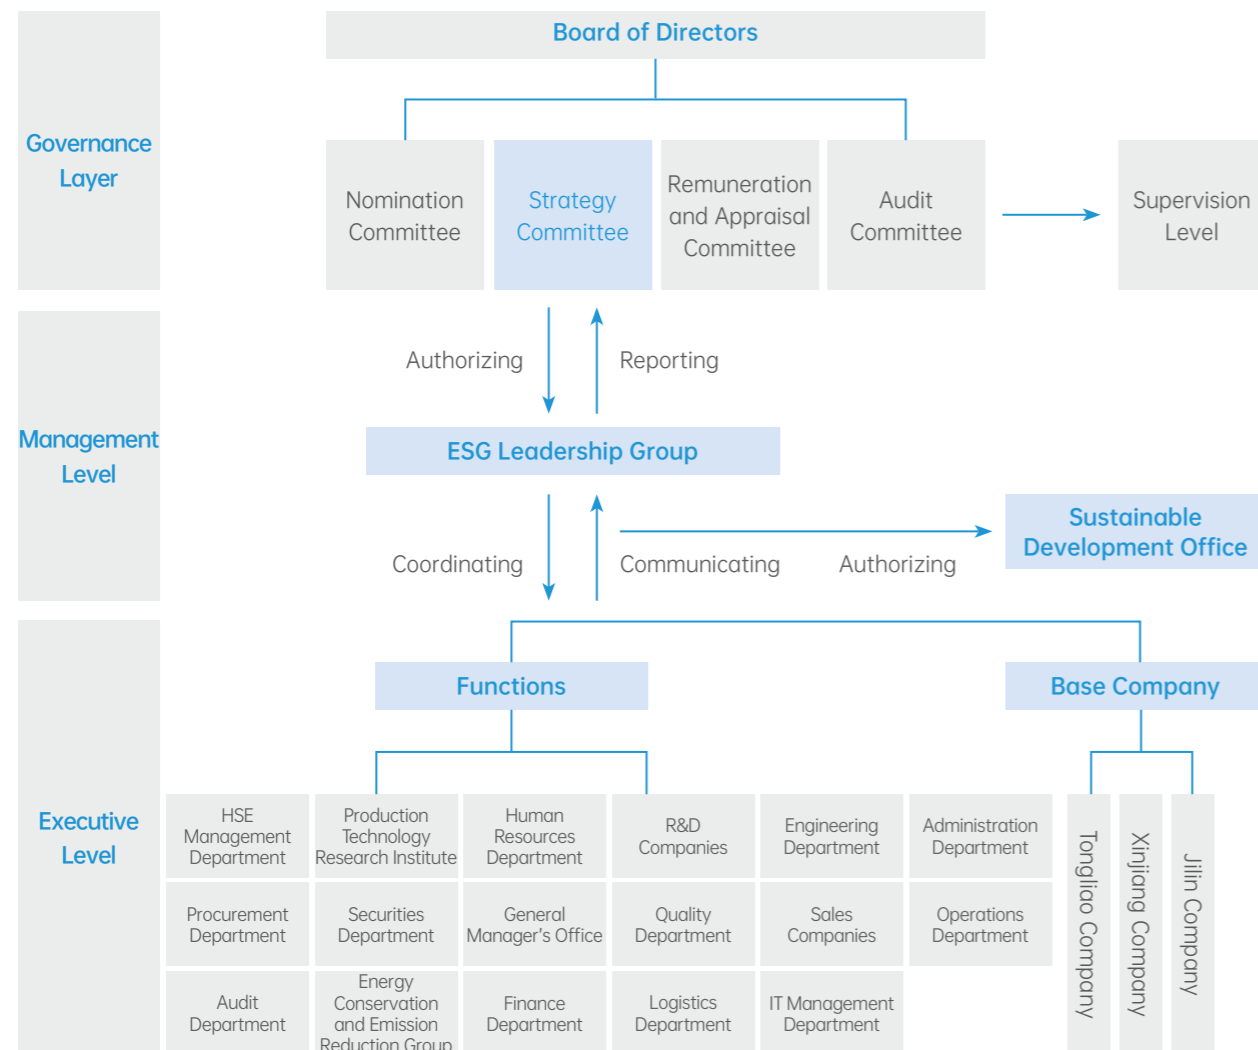 Board of Directors
Governance
Layer
Nomination
Committee
Strategy
Committee
Remuneration
and Appraisal
Committee
Audit
Committee
Supervision
Level
Authorizing
Reporting
Management
Level
ESG Leadership Group
Sustainable
Development Office
Coordinating
Communicating
Authorizing
Functions
Base Company
Executive
Level
HSE
Management
Department
Production
Technology
Research Institute
Human
Resources
Department
R&D
Companies
Engineering
Department
Administration
Department
Procurement
Department
Securities
Department
General
Manager's Office
Quality
Department
Sales
Companies
Operations
Department
Audit
Department
Energy
Conservation
and Emission
Reduction Group
Finance
Department
Logistics
Department
IT Management
Department
Tongliao Company
Xinjiang Company
Jilin Company